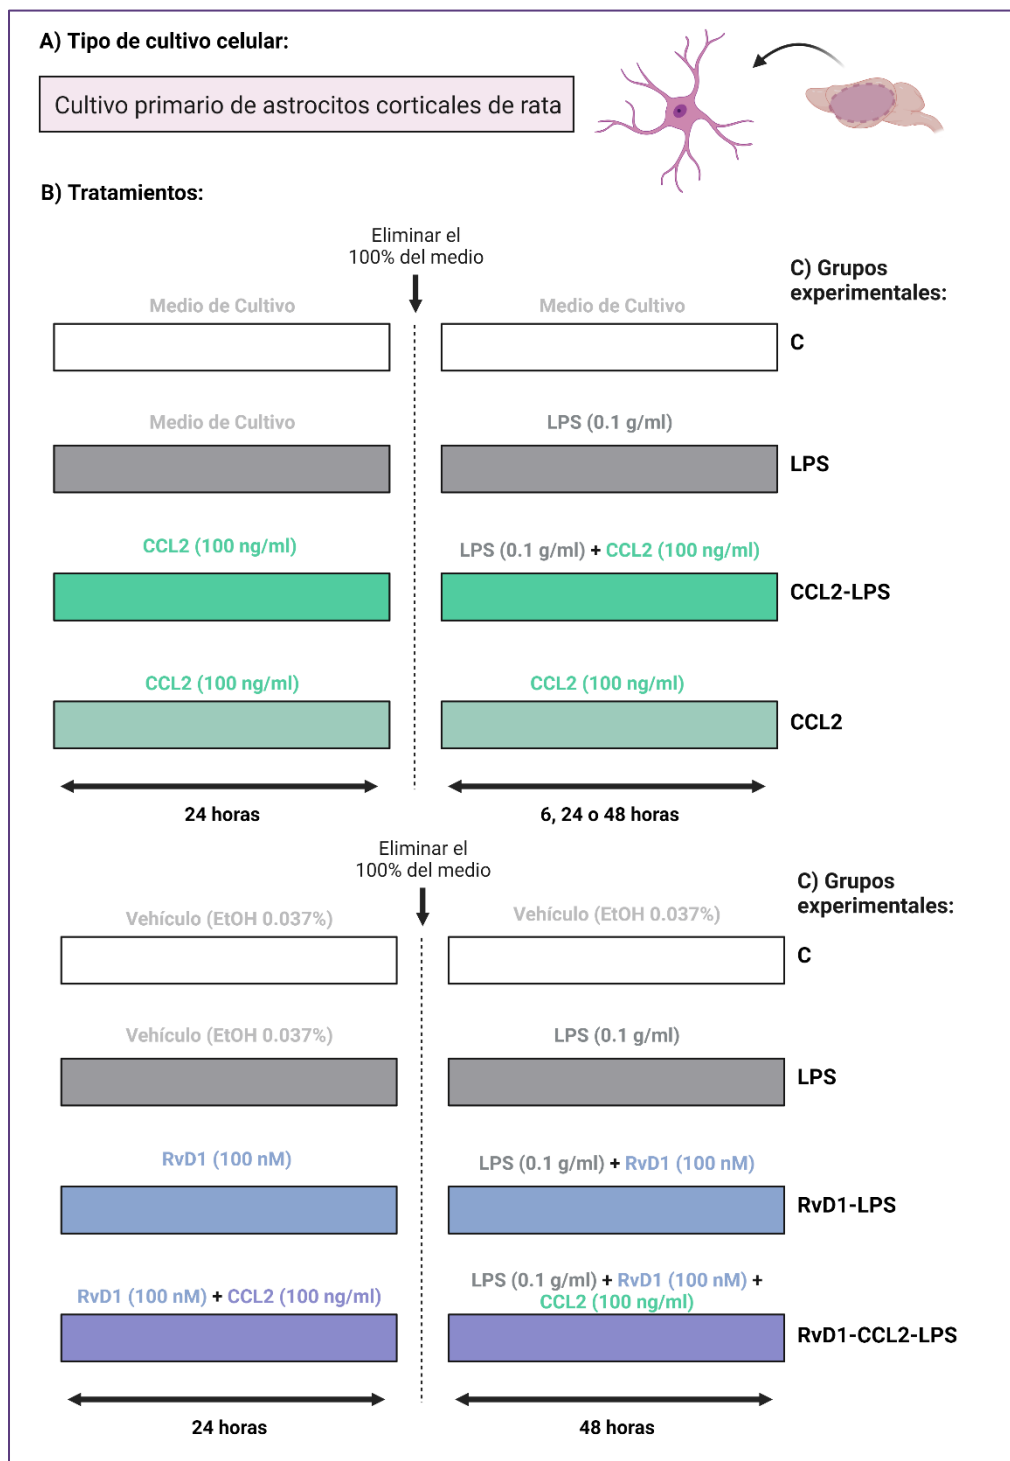 A) Tipo de cultivo celular:
Cultivo primario de astrocitos corticales de rata
B) Tratamientos:
Eliminar el
100% del medio
C) Grupos
experimentales:
Medio de Cultivo
Medio de Cultivo
C
Medio de Cultivo
LPS (0.1 g/ml)
LPS
CCL2 (100 ng/ml)
LPS (0.1 g/ml) + CCL2 (100 ng/ml)
CCL2-LPS
CCL2 (100 ng/ml)
CCL2 (100 ng/ml)
CCL2
24 horas
6, 24 o 48 horas
Eliminar el
100% del medio
C) Grupos
experimentales:
Vehículo (EtOH 0.037%)
Vehículo (EtOH 0.037%)
C
Vehículo (EtOH 0.037%)
LPS (0.1 g/ml)
LPS
RvD1 (100 nM)
LPS (0.1 g/ml) + RvD1 (100 nM)
RvD1-LPS
RvD1 (100 nM) + CCL2 (100 ng/ml)
LPS (0.1 g/ml) + RvD1 (100 nM) +
CCL2 (100 ng/ml)
RvD1-CCL2-LPS
24 horas
48 horas